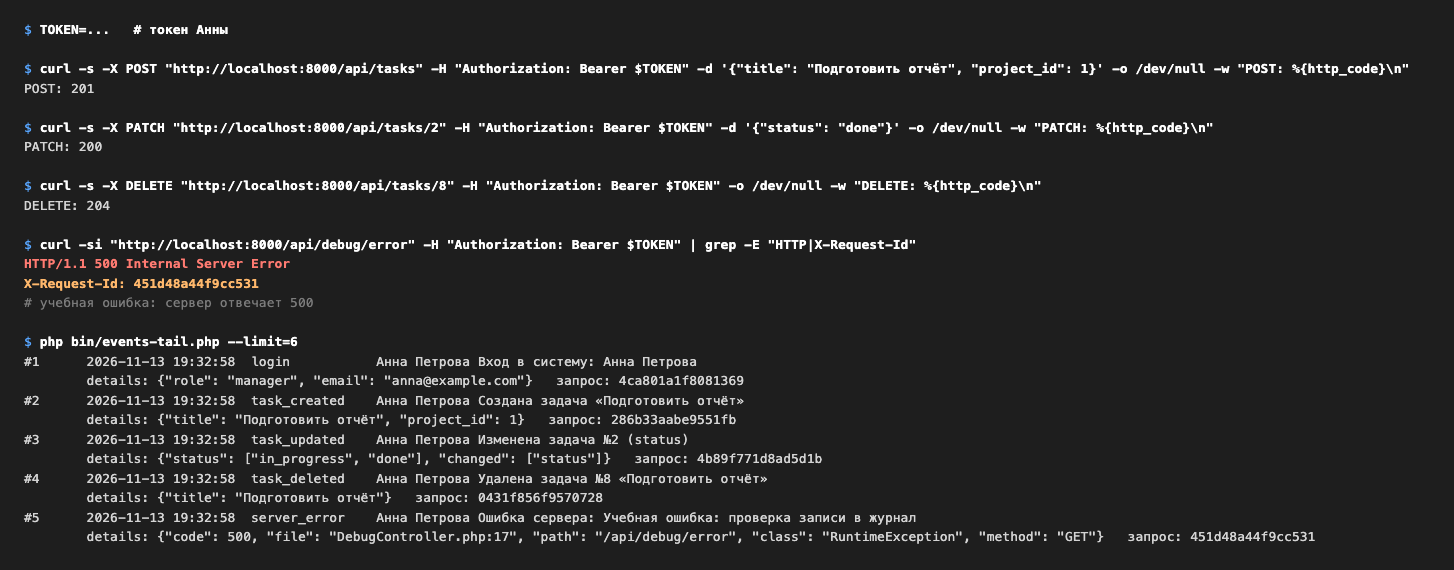 $ TOKEN=...   # токен Анны
$ curl -s -X POST "http://localhost:8000/api/tasks" -H "Authorization: Bearer $TOKEN" -d '{"title": "Подготовить отчёт", "project_id": 1}' -o /dev/null -w "POST: %{http_code}\n"
POST: 201
$ curl -s -X PATCH "http://localhost:8000/api/tasks/2" -H "Authorization: Bearer $TOKEN" -d '{"status": "done"}' -o /dev/null -w "PATCH: %{http_code}\n"
PATCH: 200
$ curl -s -X DELETE "http://localhost:8000/api/tasks/8" -H "Authorization: Bearer $TOKEN" -o /dev/null -w "DELETE: %{http_code}\n"
DELETE: 204
$ curl -si "http://localhost:8000/api/debug/error" -H "Authorization: Bearer $TOKEN" | grep -E "HTTP|X-Request-Id"
HTTP/1.1 500 Internal Server Error
X-Request-Id: 451d48a44f9cc531
# учебная ошибка: сервер отвечает 500
$ php bin/events-tail.php --limit=6
#1      2026-11-13 19:32:58  login           Анна Петрова Вход в систему: Анна Петрова
        details: {"role": "manager", "email": "anna@example.com"}   запрос: 4ca801a1f8081369
#2      2026-11-13 19:32:58  task_created    Анна Петрова Создана задача «Подготовить отчёт»
        details: {"title": "Подготовить отчёт", "project_id": 1}   запрос: 286b33aabe9551fb
#3      2026-11-13 19:32:58  task_updated    Анна Петрова Изменена задача №2 (status)
        details: {"status": ["in_progress", "done"], "changed": ["status"]}   запрос: 4b89f771d8ad5d1b
#4      2026-11-13 19:32:58  task_deleted    Анна Петрова Удалена задача №8 «Подготовить отчёт»
        details: {"title": "Подготовить отчёт"}   запрос: 0431f856f9570728
#5      2026-11-13 19:32:58  server_error    Анна Петрова Ошибка сервера: Учебная ошибка: проверка записи в журнал
        details: {"code": 500, "file": "DebugController.php:17", "path": "/api/debug/error", "class": "RuntimeException", "method": "GET"}   запрос: 451d48a44f9cc531